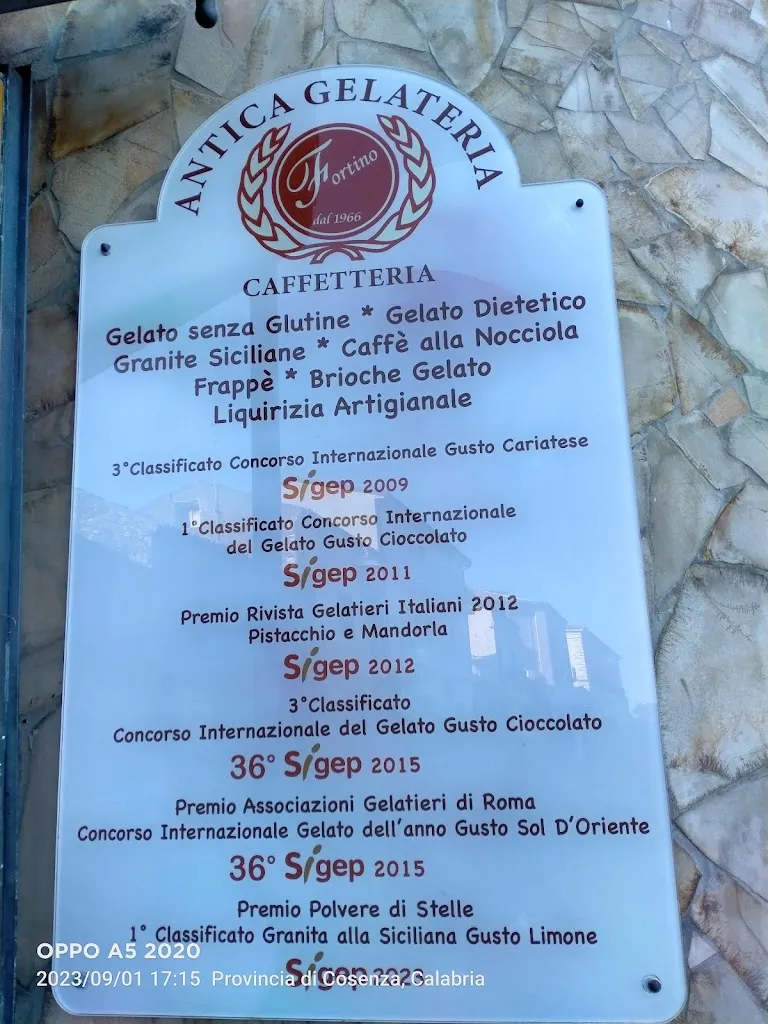 ANTICA GELATERIA
Fortino
dal 1966
CAFFETTERIA
Gelato senza Glutine * Gelato Dietetico
Granite Siciliane * Caffè alla Nocciola
Frappè * Brioche Gelato
Liquirizia Artigianale
3°Classificato Concorso Internazionale Gusto Cariatese
Sigep 2009
1°Classificato Concorso Internazionale
del Gelato Gusto Cioccolato
Sigep 2011
Premio Rivista Gelatieri Italiani 2012
Pistacchio e Mandorla
Sigep 2012
3°Classificato
Concorso Internazionale del Gelato Gusto Cioccolato
36° Sigep 2015
Premio Associazioni Gelatieri di Roma
Concorso Internazionale Gelato dell'anno Gusto Sol D'Oriente
36° Sigep 2015
Premio Polvere di Stelle
1° Classificato Granita alla Siciliana Gusto Limone
Sigep
OPPO A5 2020
2023/09/01 17:15 Provincia di Cosenza, Calabria